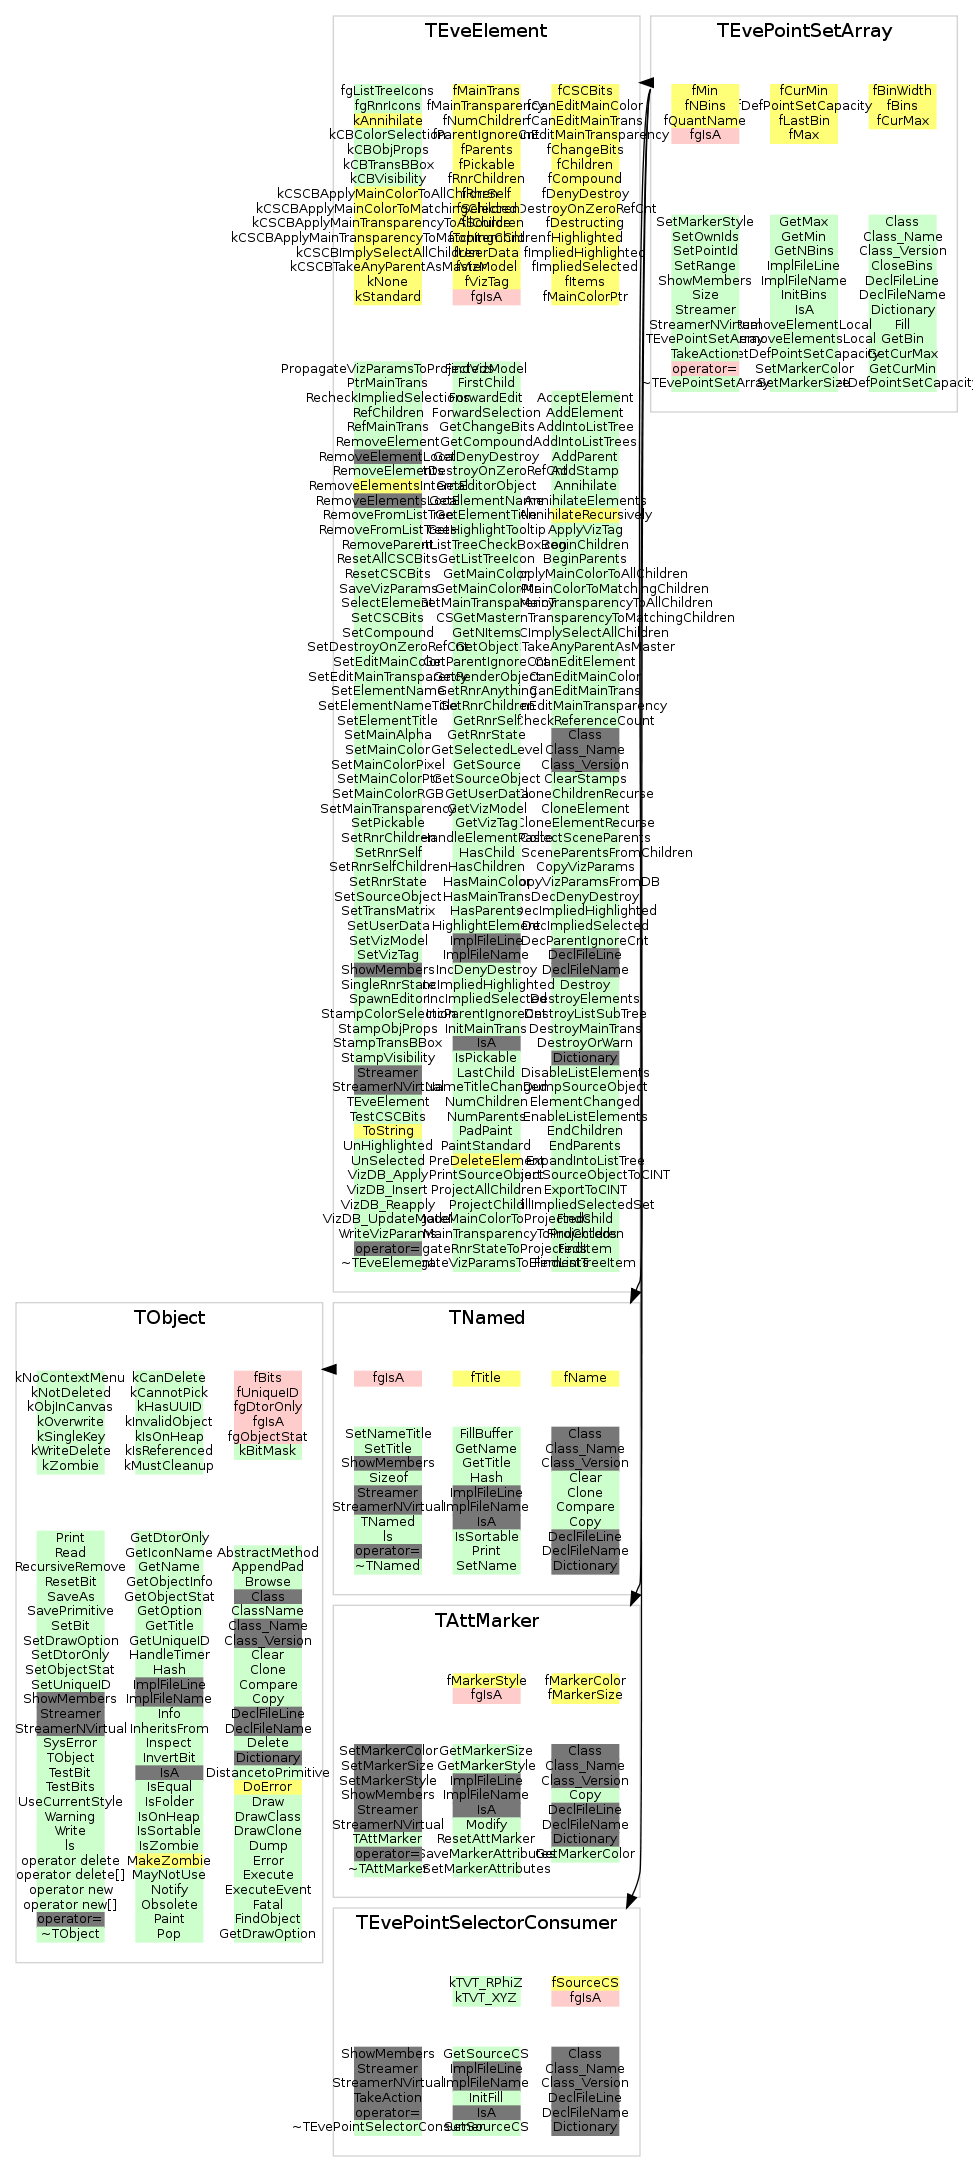 TEveElement
fgListTreeIcons
fgRnrIcons
kAnnihilate
kCBColorSelection
kCBObjProps
kCBTransBBox
kCBVisibility
kCSCBApplyMainColorToAllChildren
kCSCBApplyMainColorToMatchingChildren
kCSCBApplyMainTransparencyToAllChildren
kCSCBApplyMainTransparencyToMatchingChildren
kCSCBImplySelectAllChildren
kCSCBTakeAnyParentAsMaster
kNone
kStandard
fMainTrans
fMainTransparency
fNumChildren
fParentIgnoreCnt
fParents
fPickable
fRnrChildren
fRnrSelf
fSource
fUserData
fVizModel
fVizTag
fgIsA
fCSCBits
fCanEditMainColor
fCanEditMainTrans
EditMainTransparency
fChangeBits
fChildren
fCompound
fDenyDestroy
DestroyOnZeroRefCnt
fDestructing
fHighlighted
fImpliedHighlighted
fImpliedSelected
fItems
fMainColorPtr
PropagateVizParamsToProjecteds
PtrMainTrans
RecheckImpliedSelections
RefChildren
RefMainTrans
RemoveElement
RemoveElementLocal
RemoveElements
RemoveElementsInternal
RemoveElementsLocal
RemoveFromListTree
RemoveFromListTrees
RemoveParent
ResetAllCSCBits
ResetCSCBits
SaveVizParams
SelectElement
SetCSCBits
SetCompound
SetDestroyOnZeroRefCnt
SetEditMainColor
SetEditMainTransparency
SetElementName
SetElementNameTitle
SetElementTitle
SetMainAlpha
SetMainColor
SetMainColorPixel
SetMainColorPtr
SetMainColorRGB
SetMainTransparency
SetPickable
SetRnrChildren
SetRnrSelf
SetRnrSelfChildren
SetRnrState
SetSourceObject
SetTransMatrix
SetUserData
SetVizModel
SetVizTag
ShowMembers
SingleRnrState
SpawnEditor
StampColorSelection
StampObjProps
StampTransBBox
StampVisibility
Streamer
StreamerNVirtual
TEveElement
TestCSCBits
ToString
UnHighlighted
UnSelected
VizDB_Apply
VizDB_Insert
VizDB_Reapply
VizDB_UpdateModel
WriteVizParams
operator=
~TEveElement
FindVizModel
FirstChild
ForwardEdit
ForwardSelection
GetChangeBits
GetCompound
GetDenyDestroy
DestroyOnZeroRefCnt
GetEditorObject
GetElementName
GetElementTitle
GetHighlightTooltip
ListTreeCheckBoxIcon
GetListTreeIcon
GetMainColor
GetMainColorPtr
GetMainTransparency
GetMaster
GetNItems
GetObject
GetParentIgnoreCnt
GetRenderObject
GetRnrAnything
GetRnrChildren
GetRnrSelf
GetRnrState
GetSelectedLevel
GetSource
GetSourceObject
GetUserData
GetVizModel
GetVizTag
HandleElementPaste
HasChild
HasChildren
HasMainColor
HasMainTrans
HasParents
HighlightElement
ImplFileLine
ImplFileName
IncDenyDestroy
IncImpliedHighlighted
IncImpliedSelected
IncParentIgnoreCnt
InitMainTrans
IsA
IsPickable
LastChild
NameTitleChanged
NumChildren
NumParents
PadPaint
PaintStandard
PreDeleteElement
PrintSourceObject
ProjectAllChildren
ProjectChild
gateMainColorToProjecteds
MainTransparencyToProjecteds
gateRnrStateToProjecteds
gateVizParamsToElements
AcceptElement
AddElement
AddIntoListTree
AddIntoListTrees
AddParent
AddStamp
Annihilate
AnnihilateElements
AnnihilateRecursively
ApplyVizTag
BeginChildren
BeginParents
pplyMainColorToAllChildren
MainColorToMatchingChildren
MainTransparencyToAllChildren
TransparencyToMatchingChildren
CImplySelectAllChildren
TakeAnyParentAsMaster
CanEditElement
CanEditMainColor
CanEditMainTrans
nEditMainTransparency
CheckReferenceCount
Class
Class_Name
Class_Version
ClearStamps
CloneChildrenRecurse
CloneElement
CloneElementRecurse
CollectSceneParents
SceneParentsFromChildren
CopyVizParams
opyVizParamsFromDB
DecDenyDestroy
DecImpliedHighlighted
DecImpliedSelected
DecParentIgnoreCnt
DeclFileLine
DeclFileName
Destroy
DestroyElements
DestroyListSubTree
DestroyMainTrans
DestroyOrWarn
Dictionary
DisableListElements
DumpSourceObject
ElementChanged
EnableListElements
EndChildren
EndParents
ExpandIntoListTree
ortSourceObjectToCINT
ExportToCINT
FillImpliedSelectedSet
FindChild
FindChildren
FindItem
FindListTreeItem
TEvePointSetArray
fMin
fNBins
fQuantName
fgIsA
fCurMin
fDefPointSetCapacity
fLastBin
fMax
fBinWidth
fBins
fCurMax
SetMarkerStyle
SetOwnIds
SetPointId
SetRange
ShowMembers
Size
Streamer
StreamerNVirtual
TEvePointSetArray
TakeAction
operator=
~TEvePointSetArray
GetMax
GetMin
GetNBins
ImplFileLine
ImplFileName
InitBins
IsA
RemoveElementLocal
RemoveElementsLocal
etDefPointSetCapacity
SetMarkerColor
SetMarkerSize
Class
Class_Name
Class_Version
CloseBins
DeclFileLine
DeclFileName
Dictionary
Fill
GetBin
GetCurMax
GetCurMin
tDefPointSetCapacity
TObject
kNoContextMenu
kNotDeleted
kObjInCanvas
kOverwrite
kSingleKey
kWriteDelete
kZombie
kCanDelete
kCannotPick
kHasUUID
kInvalidObject
kIsOnHeap
kIsReferenced
kMustCleanup
fBits
fUniqueID
fgDtorOnly
fgIsA
fgObjectStat
kBitMask
Print
Read
RecursiveRemove
ResetBit
SaveAs
SavePrimitive
SetBit
SetDrawOption
SetDtorOnly
SetObjectStat
SetUniqueID
ShowMembers
Streamer
StreamerNVirtual
SysError
TObject
TestBit
TestBits
UseCurrentStyle
Warning
Write
ls
operator delete
operator delete[]
operator new
operator new[]
operator=
~TObject
GetDtorOnly
GetIconName
GetName
GetObjectInfo
GetObjectStat
GetOption
GetTitle
GetUniqueID
HandleTimer
Hash
ImplFileLine
ImplFileName
Info
InheritsFrom
Inspect
InvertBit
IsA
IsEqual
IsFolder
IsOnHeap
IsSortable
IsZombie
MakeZombie
MayNotUse
Notify
Obsolete
Paint
Pop
AbstractMethod
AppendPad
Browse
Class
ClassName
Class_Name
Class_Version
Clear
Clone
Compare
Copy
DeclFileLine
DeclFileName
Delete
Dictionary
DistancetoPrimitive
DoError
Draw
DrawClass
DrawClone
Dump
Error
Execute
ExecuteEvent
Fatal
FindObject
GetDrawOption
TNamed
fgIsA
fTitle
fName
SetNameTitle
SetTitle
ShowMembers
Sizeof
Streamer
StreamerNVirtual
TNamed
ls
operator=
~TNamed
FillBuffer
GetName
GetTitle
Hash
ImplFileLine
ImplFileName
IsA
IsSortable
Print
SetName
Class
Class_Name
Class_Version
Clear
Clone
Compare
Copy
DeclFileLine
DeclFileName
Dictionary
TAttMarker
fMarkerStyle
fgIsA
fMarkerColor
fMarkerSize
SetMarkerColor
SetMarkerSize
SetMarkerStyle
ShowMembers
Streamer
StreamerNVirtual
TAttMarker
operator=
~TAttMarker
GetMarkerSize
GetMarkerStyle
ImplFileLine
ImplFileName
IsA
Modify
ResetAttMarker
SaveMarkerAttributes
SetMarkerAttributes
Class
Class_Name
Class_Version
Copy
DeclFileLine
DeclFileName
Dictionary
GetMarkerColor
TEvePointSelectorConsumer
kTVT_RPhiZ
kTVT_XYZ
fSourceCS
fgIsA
ShowMembers
Streamer
StreamerNVirtual
TakeAction
operator=
~TEvePointSelectorConsumer
GetSourceCS
ImplFileLine
ImplFileName
InitFill
IsA
SetSourceCS
Class
Class_Name
Class_Version
DeclFileLine
DeclFileName
Dictionary